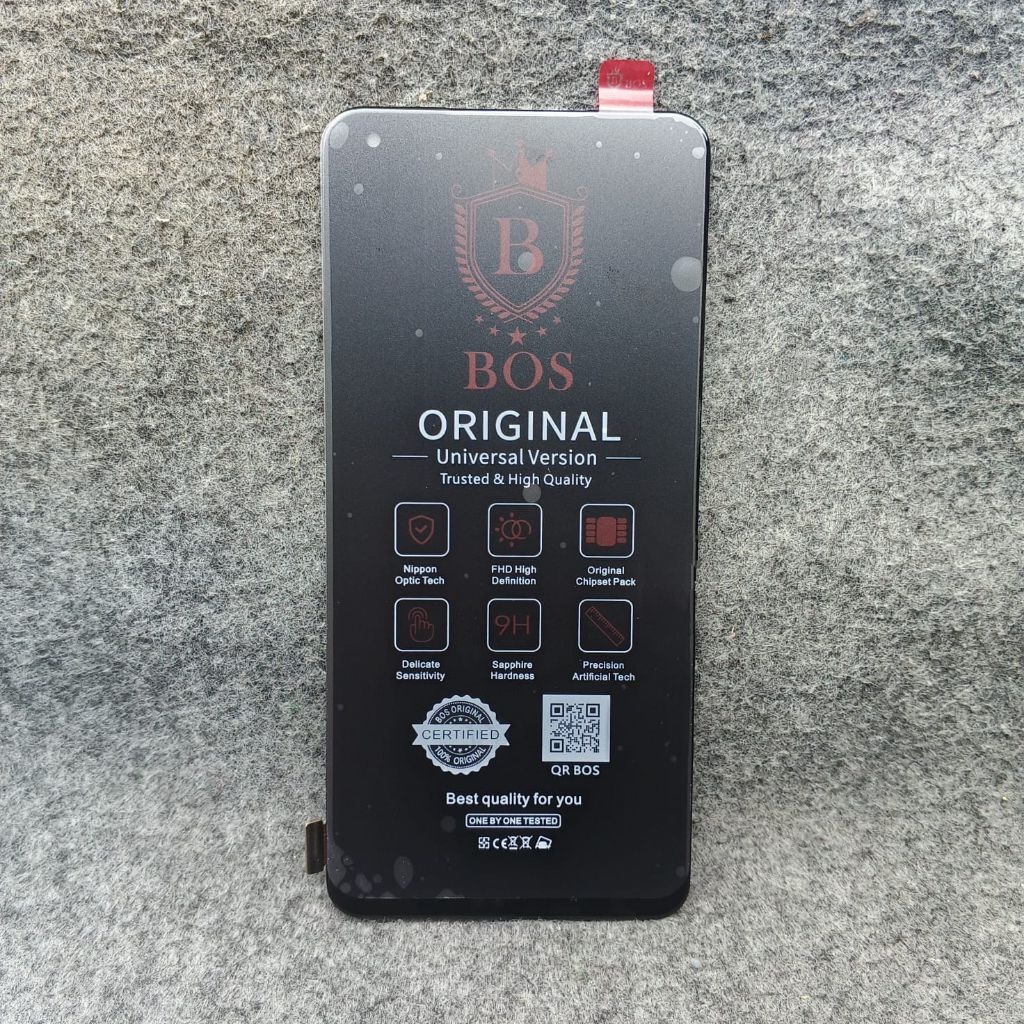 B
BOS
ORIGINAL
Universal Version
Trusted & High Quality
Nippon
Optic Tech
FHD High
Definition
Original
Chipset Pack
9H
Delicate
Sensitivity
Sapphire
Hardness
Precision
Artificial Tech
BOS ORIGINAL
CERTIFIED
100% ORIGINAL
QR BOS
Best quality for you
ONE BY ONE TESTED
CE